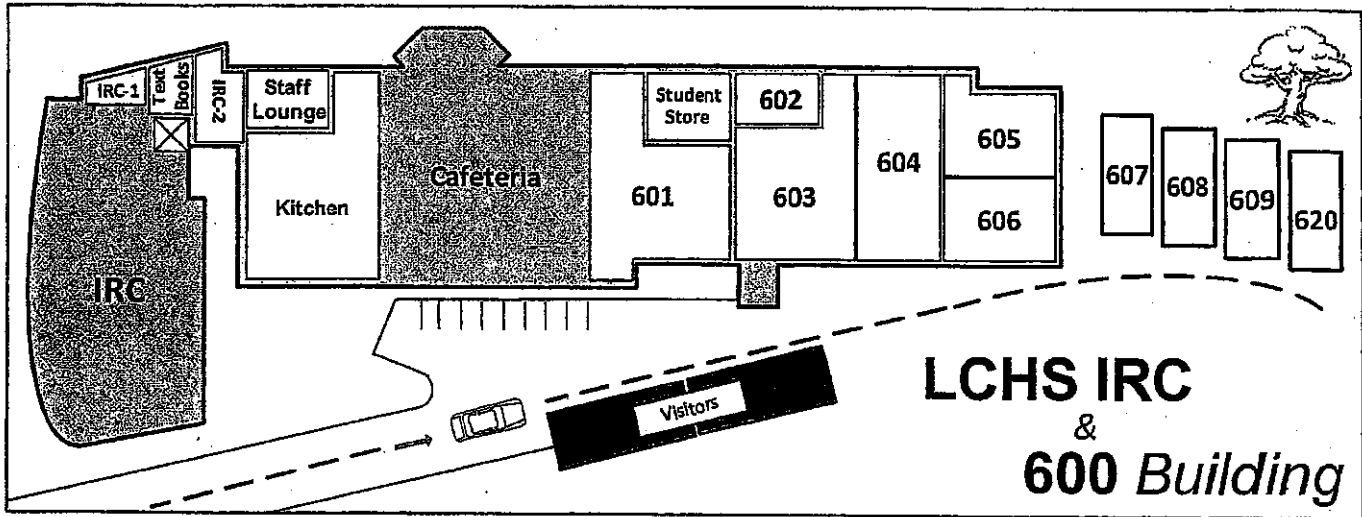 IRC-1
Text
Books
IRC-2
Staff
Lounge
Kitchen
IRC
Cafeteria
Student
Store
601
602
603
604
605
606
607
608
609
620
Visitors
LCHS IRC
&
600 Building